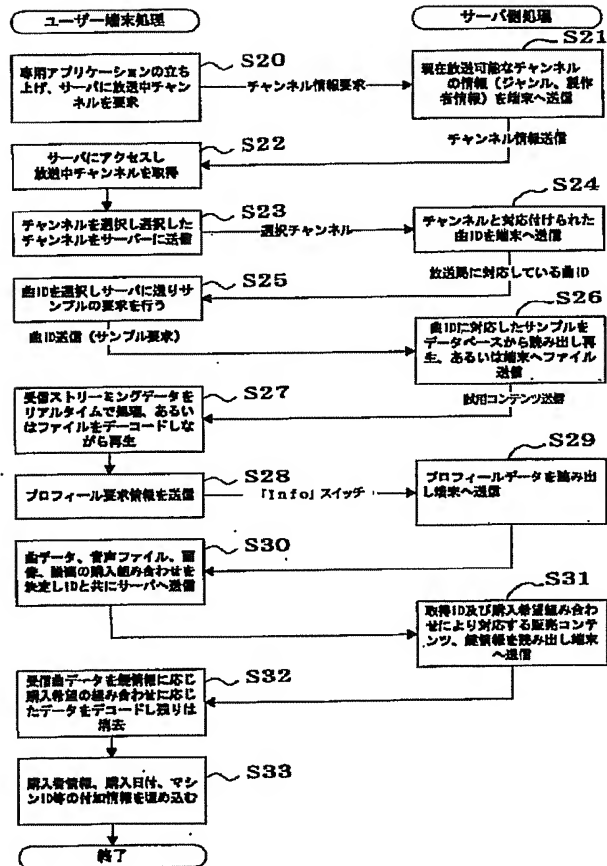 ユーザー端末処理
サーバ側処理
S20
専用アプリケーションの立ち
上げ、サーバに放送中チャン
ネルを要求
チャンネル情報要求
S21
現在放送可能なチャンネル
の情報(ジャンル、製作
者情報)を端末へ送信
チャンネル情報送信
S22
サーバにアクセスし
放送中チャンネルを取得
S23
チャンネルを選択し選択した
チャンネルをサーバーに送信
選択チャンネル
S24
チャンネルと対応付けられた
曲IDを端末へ送信
放送局に対応している曲ID
S25
曲IDを選択しサーバに送りサ
ンプルの要求を行う
曲ID送信(サンプル要求)
S26
曲IDに対応したサンプルを
データベースから読み出し再
生、あるいは端末へファイル
送信
試用コンテンツ送信
S27
受信ストリーミングデータを
リアルタイムで処理、あるい
はファイルをデーコードしな
がら再生
S28
プロフィール要求情報を送信
「Info」スイッチ
S29
プロフィールデータを読み出
し端末へ送信
S30
曲データ、音声ファイル、画
像、の購入組み合わせを
決定しIDと共にサーバへ送信
S31
取得ID及び購入希望組み合わ
せにより対応する販売コンテ
ンツ、鍵情報を読み出し端末
へ送信
S32
受信曲データを鍵情報に応じ
購入希望の組み合わせに応じ
たデータをデコードし残りは
消去
S33
購入者情報、購入日付、マシ
ンID等の付加情報を埋め込む
終了